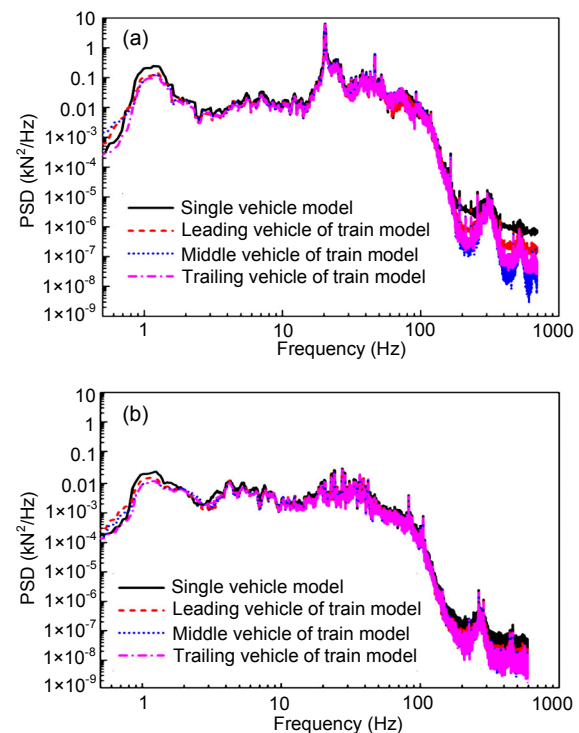 (a)
10
1
0.1
0.01
1×10⁻³
1×10⁻⁴
1×10⁻⁵
1×10⁻⁶
1×10⁻⁷
1×10⁻⁸
1×10⁻⁹
PSD (kN²/Hz)
Single vehicle model
Leading vehicle of train model
Middle vehicle of train model
Trailing vehicle of train model
1 10 100 1000
Frequency (Hz)
(b)
10
1
0.1
0.01
1×10⁻³
1×10⁻⁴
1×10⁻⁵
1×10⁻⁶
1×10⁻⁷
1×10⁻⁸
1×10⁻⁹
PSD (kN²/Hz)
Single vehicle model
Leading vehicle of train model
Middle vehicle of train model
Trailing vehicle of train model
1 10 100 1000
Frequency (Hz)